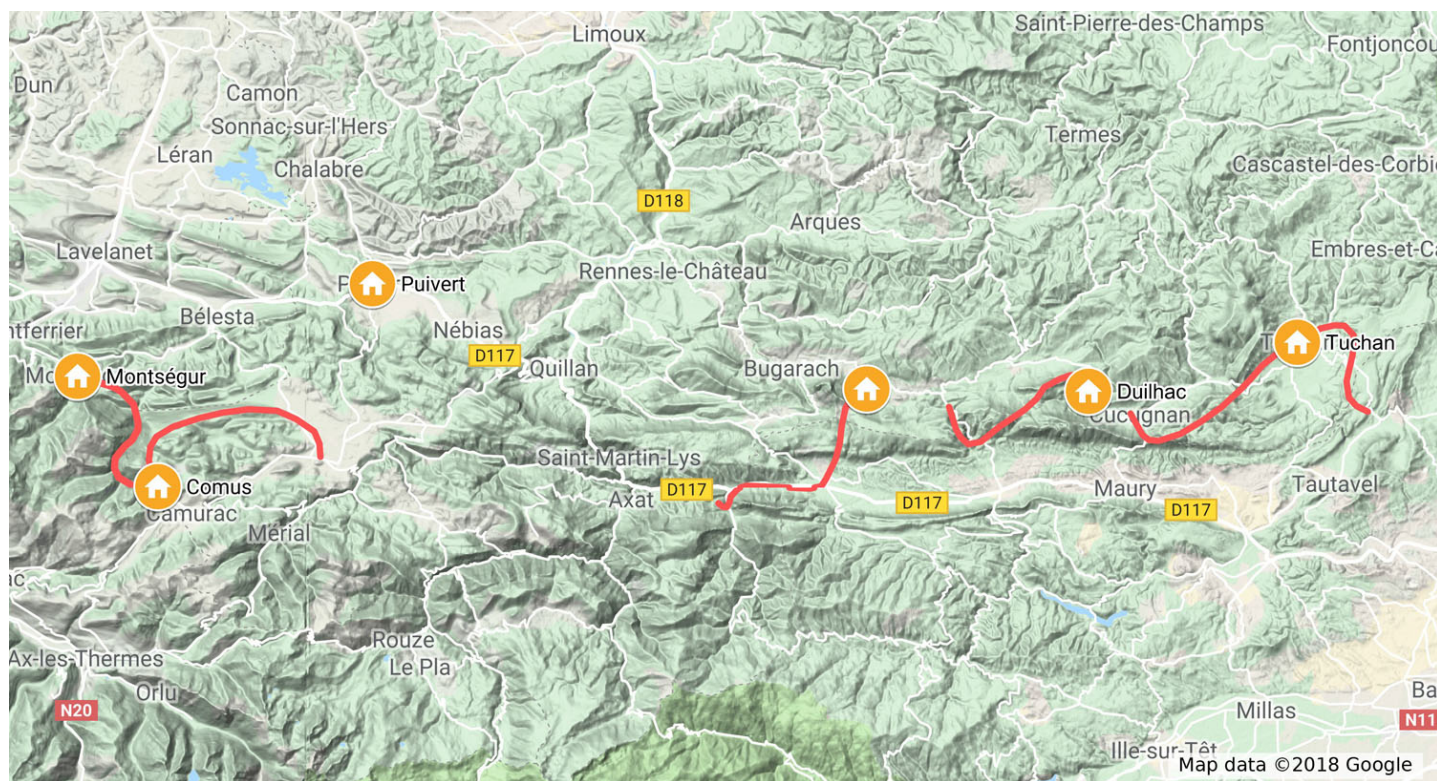 Saint-Pierre-des-Champs
Limoux
Fontjoncou
Dun
Camon
Sonnac-sur-l'Hers
Termes
Léran
Chalabre
Cascastel-des-Corbiè
D118
Arques
Lavelanet
Embres-et-Ca
Rennes-le-Château
P
Puivert
Bélesta
Nébias
ntferrier
T
Tuchan
D117
Quillan
Bugarach
Mo
Montségur
Duilhac
Cucugnan
Saint-Martin-Lys
Comus
D117
Axat
D117
Maury
Tautavel
D117
Camurac
Mérial
ac
Rouze
Le Pla
Ax-les-Thermes
Orlu
N20
Ba
Millas
N11
Ille-sur-Têt
Map data ©2018 Google